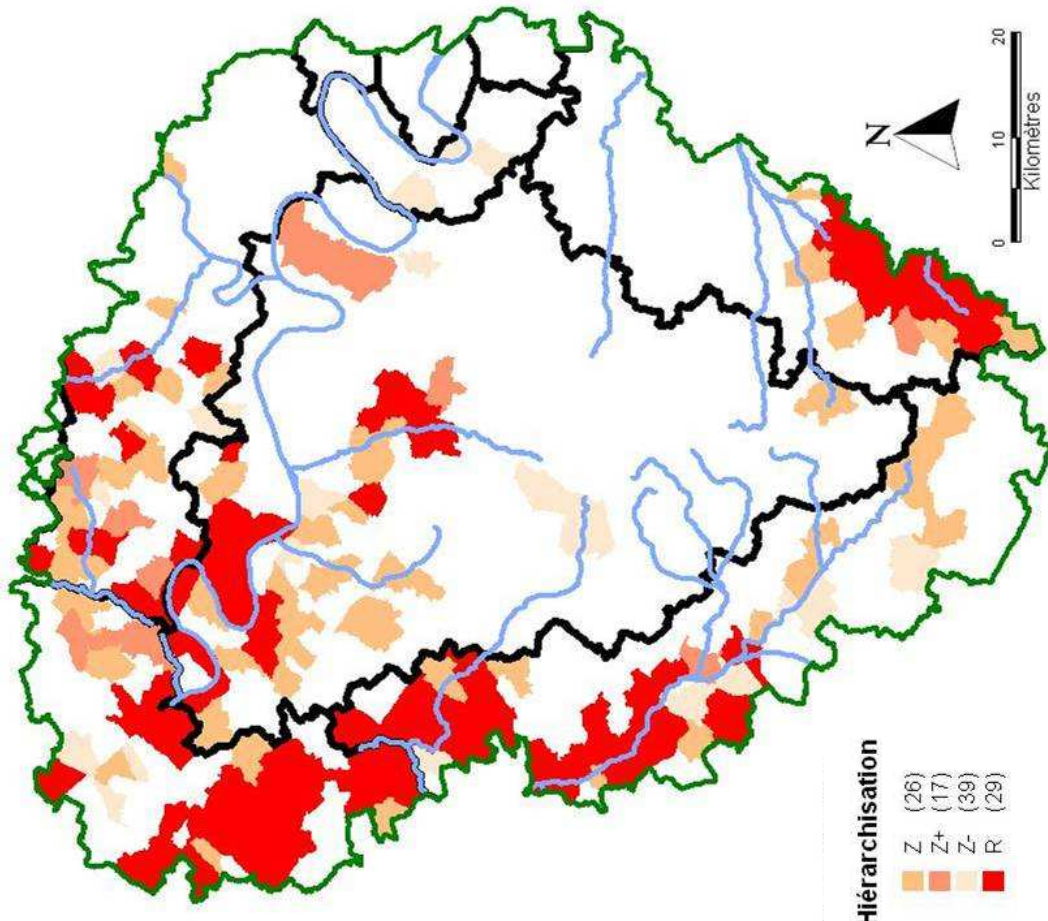 N
0 10 20
Kilomètres
Hiérarchisation
Z (26)
Z+ (17)
Z- (39)
R (29)